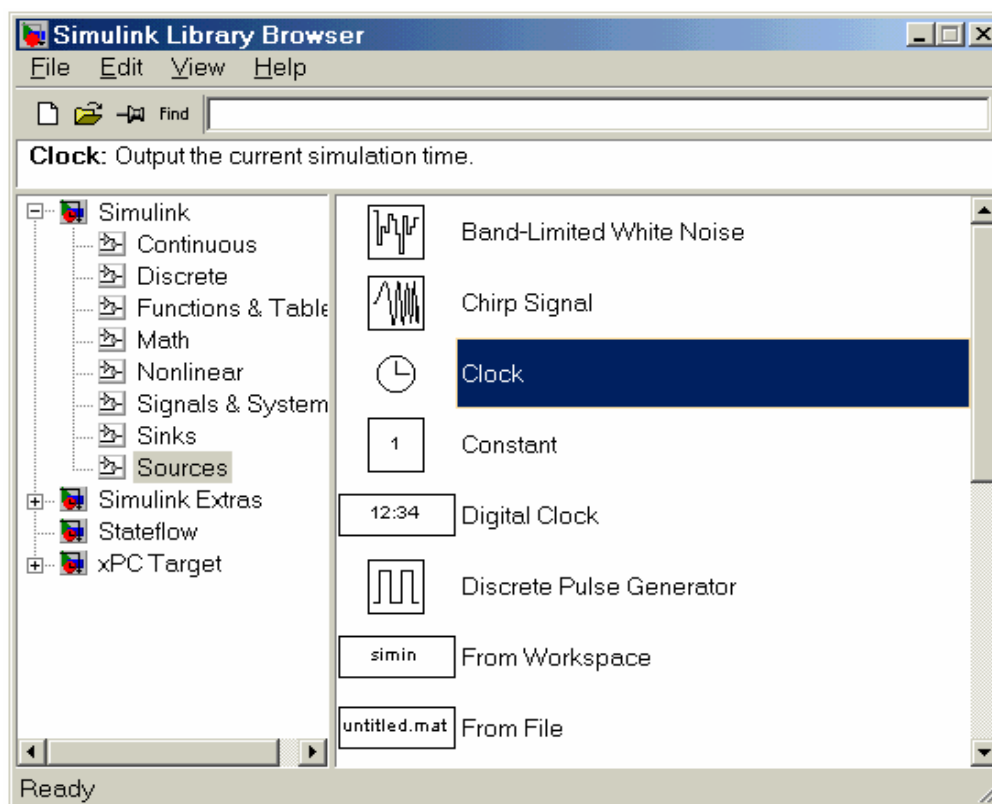 Simulink Library Browser
File Edit View Help
Find
Clock: Output the current simulation time.
Simulink
Continuous
Discrete
Functions & Table
Math
Nonlinear
Signals & System
Sinks
Sources
Simulink Extras
Stateflow
xPC Target
Band-Limited White Noise
Chirp Signal
Clock
1 Constant
12:34 Digital Clock
Discrete Pulse Generator
simin From Workspace
untitled.mat From File
Ready